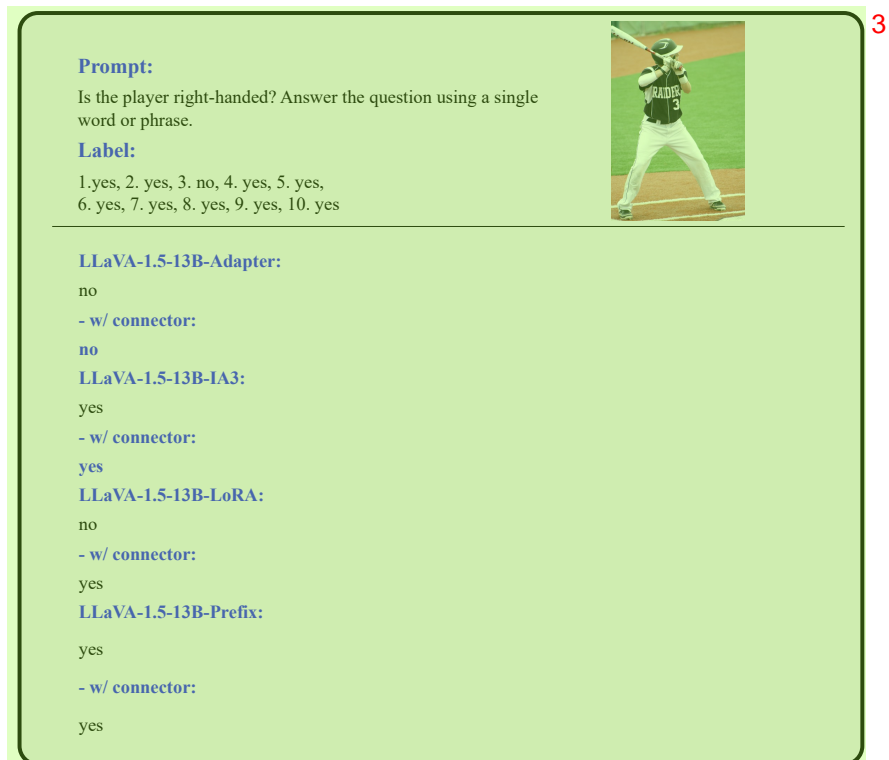 3
Prompt:
Is the player right-handed? Answer the question using a single
word or phrase.
Label:
1.yes, 2. yes, 3. no, 4. yes, 5. yes,
6. yes, 7. yes, 8. yes, 9. yes, 10. yes
RAIDER
3
LLaVA-1.5-13B-Adapter:
no
- w/ connector:
no
LLaVA-1.5-13B-IA3:
yes
- w/ connector:
yes
LLaVA-1.5-13B-LoRA:
no
- w/ connector:
yes
LLaVA-1.5-13B-Prefix:
yes
- w/ connector:
yes